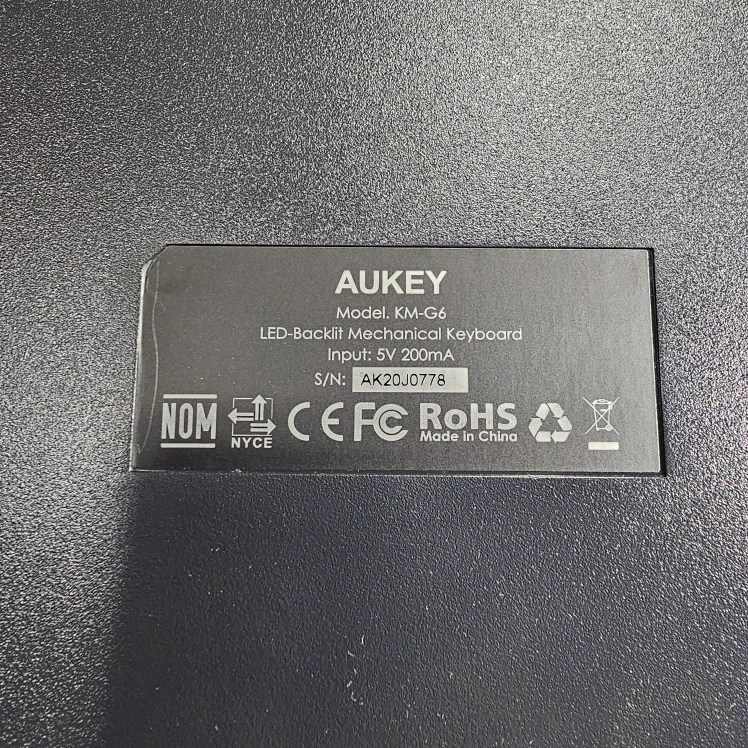 AUKEY
Model. KM-G6
LED-Backlit Mechanical Keyboard
Input: 5V 200mA
S/N: AK20J0778
NOM NYCE CE FC RoHS
Made in China